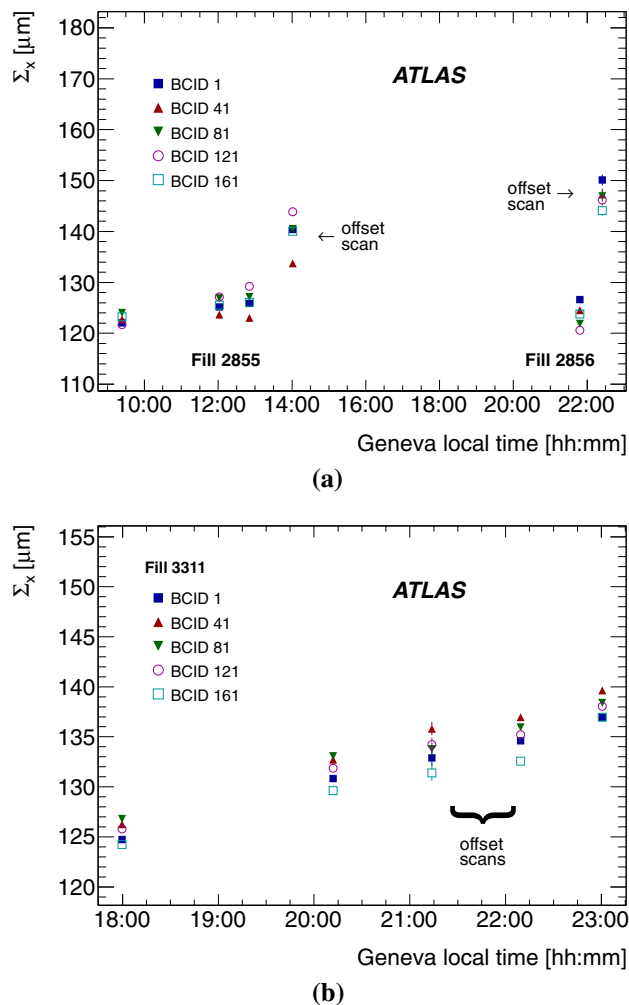 Σx [μm]
180
170
160
150
140
130
120
110
ATLAS
BCID 1
BCID 41
BCID 81
BCID 121
BCID 161
← offset
scan
offset →
scan
Fill 2855
Fill 2856
10:00 12:00 14:00 16:00 18:00 20:00 22:00
Geneva local time [hh:mm]
(a)
Σx [μm]
155
150
145
140
135
130
125
120
Fill 3311
ATLAS
BCID 1
BCID 41
BCID 81
BCID 121
BCID 161
offset
scans
18:00 19:00 20:00 21:00 22:00 23:00
Geneva local time [hh:mm]
(b)